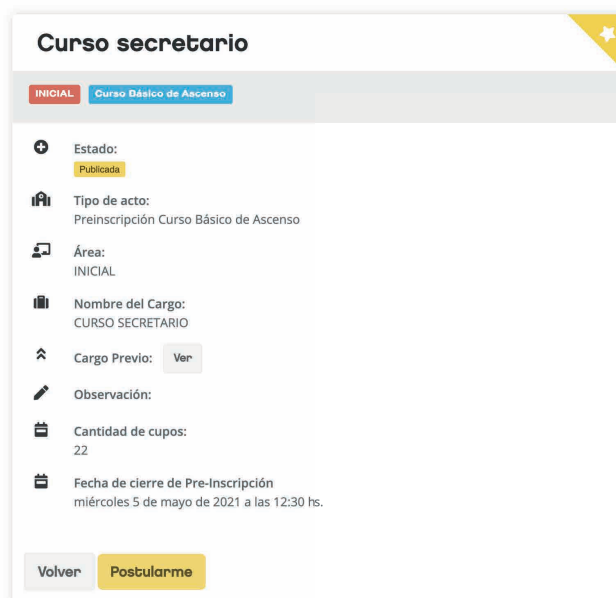 Curso secretario
INICIAL Curso Básico de Ascenso
Estado:
Publicada
Tipo de acto:
Preinscripción Curso Básico de Ascenso
Área:
INICIAL
Nombre del Cargo:
CURSO SECRETARIO
Cargo Previo: Ver
Observación:
Cantidad de cupos:
22
Fecha de cierre de Pre-Inscripción
miércoles 5 de mayo de 2021 a las 12:30 hs.
Volver Postularme